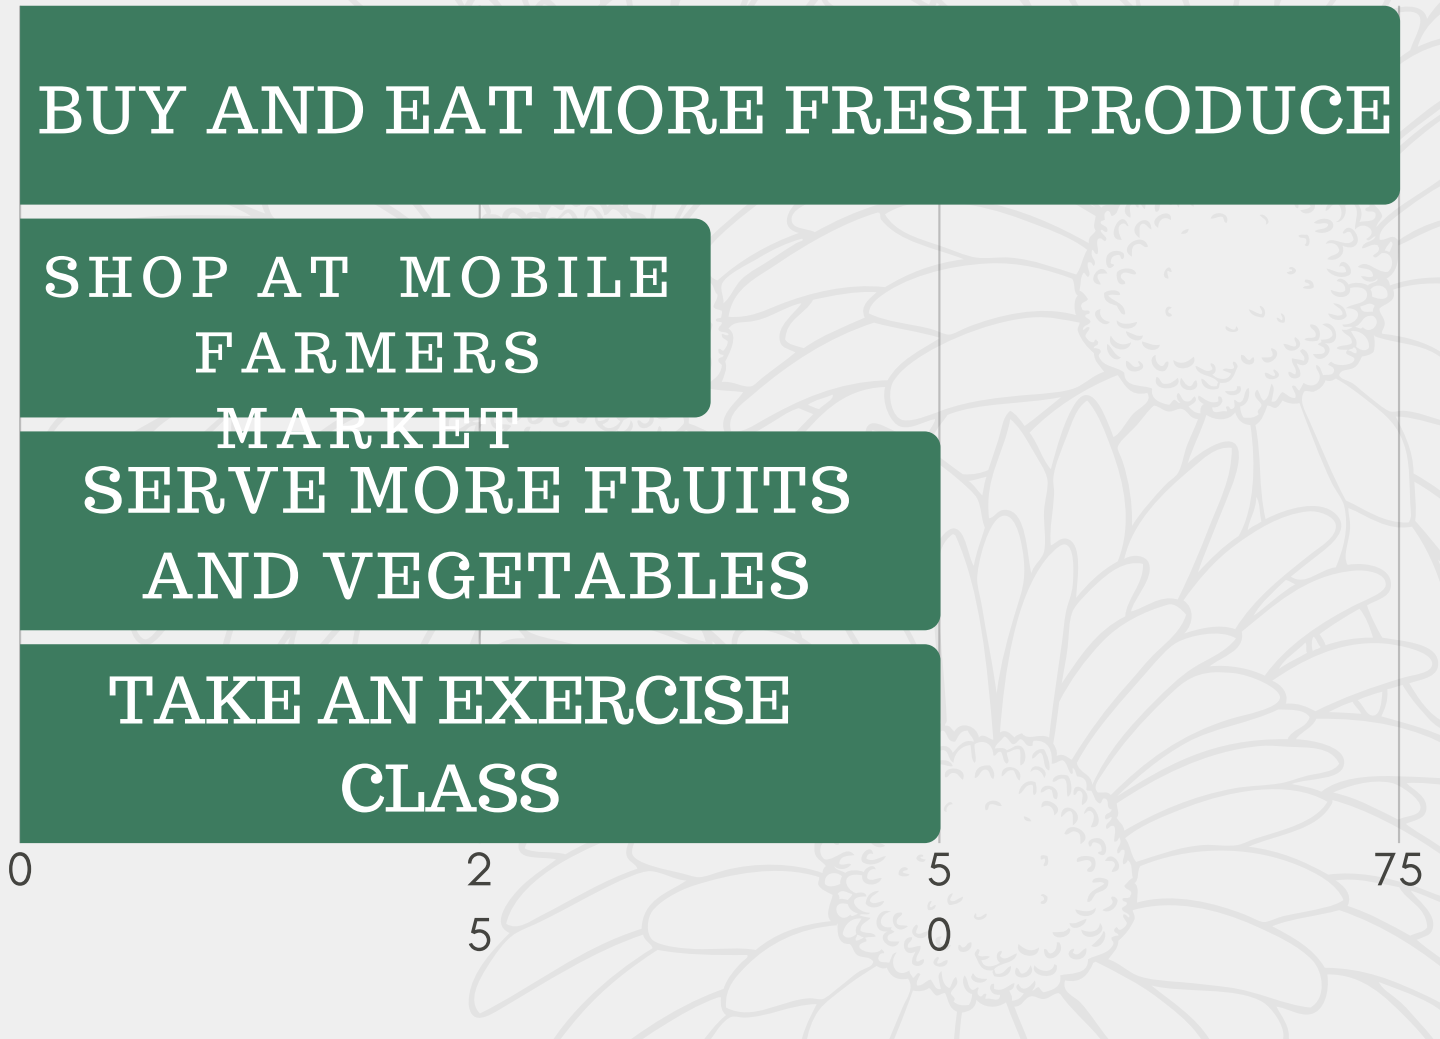 BUY AND EAT MORE FRESH PRODUCE
SHOP AT MOBILE
FARMERS
MARKET
SERVE MORE FRUITS
AND VEGETABLES
TAKE AN EXERCISE
CLASS
0 2 5 75
5 0